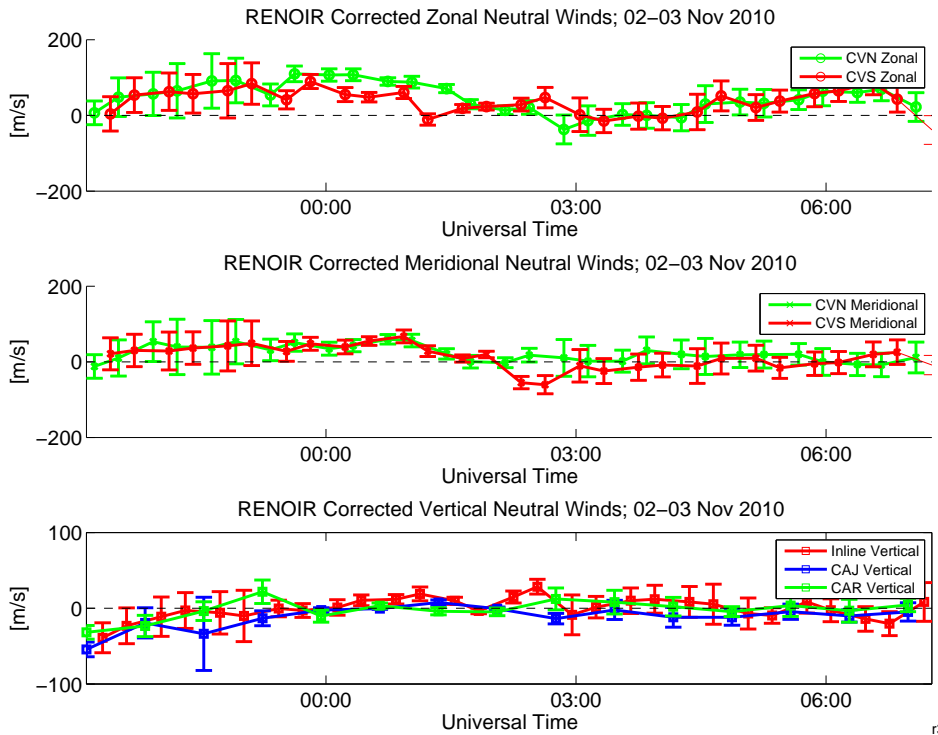 RENOIR Corrected Zonal Neutral Winds; 02−03 Nov 2010
200
0
−200
[m/s]
CVN Zonal
CVS Zonal
00:00
03:00
06:00
Universal Time
RENOIR Corrected Meridional Neutral Winds; 02−03 Nov 2010
200
0
−200
[m/s]
CVN Meridional
CVS Meridional
00:00
03:00
06:00
Universal Time
RENOIR Corrected Vertical Neutral Winds; 02−03 Nov 2010
100
0
−100
[m/s]
Inline Vertical
CAJ Vertical
CAR Vertical
00:00
03:00
06:00
Universal Time